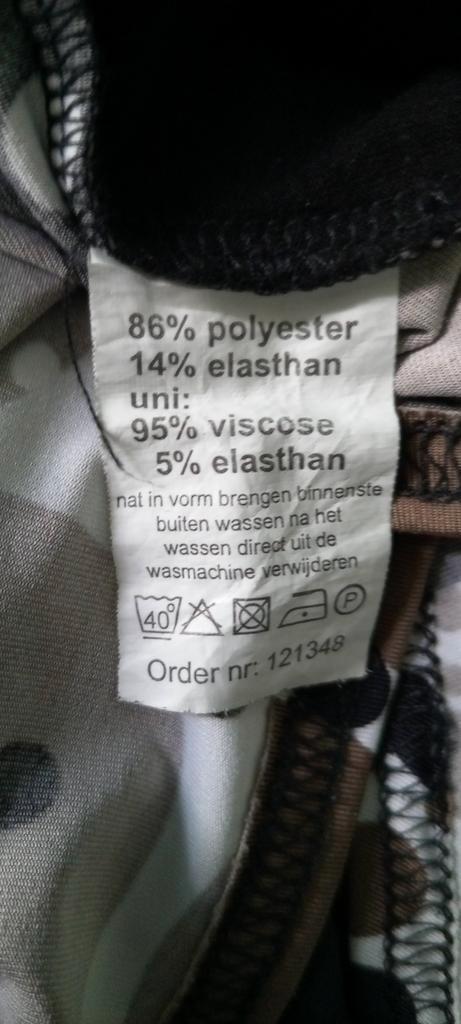 86% polyester
14% elasthan
uni:
95% viscose
5% elasthan
nat in vorm brengen binnenste
buiten wassen na het
wassen direct uit de
wasmachine verwijderen
40° P
Order nr: 121348